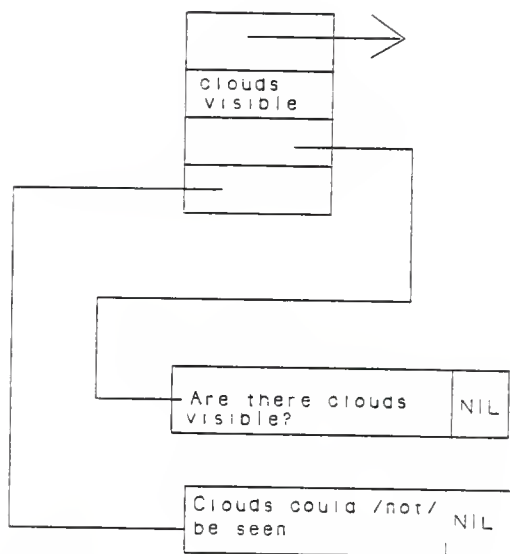 clouds
visible
Are there clouds
visible?
NIL
Clouds could /not/
be seen
NIL